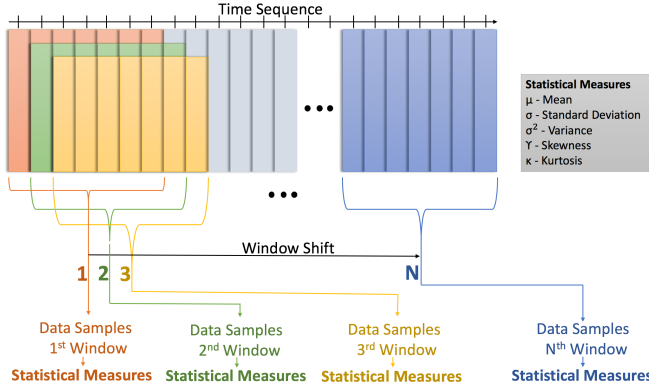 Time Sequence
Statistical Measures
μ - Mean
σ - Standard Deviation
σ² - Variance
ϒ - Skewness
κ - Kurtosis
Window Shift
1 2 3 N
Data Samples
1st Window
Statistical Measures
Data Samples
2nd Window
Statistical Measures
Data Samples
3rd Window
Statistical Measures
Data Samples
Nth Window
Statistical Measures